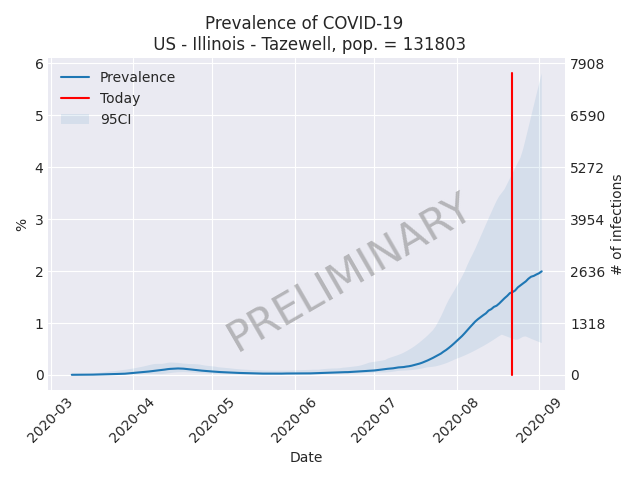 Prevalence of COVID-19
US - Illinois - Tazewell, pop. = 131803
Prevalence
Today
95CI
6
5
4
3
2
1
0
%
7908
6590
5272
3954
2636
1318
0
# of infections
PRELIMINARY
2020-03
2020-04
2020-05
2020-06
2020-07
2020-08
2020-09
Date